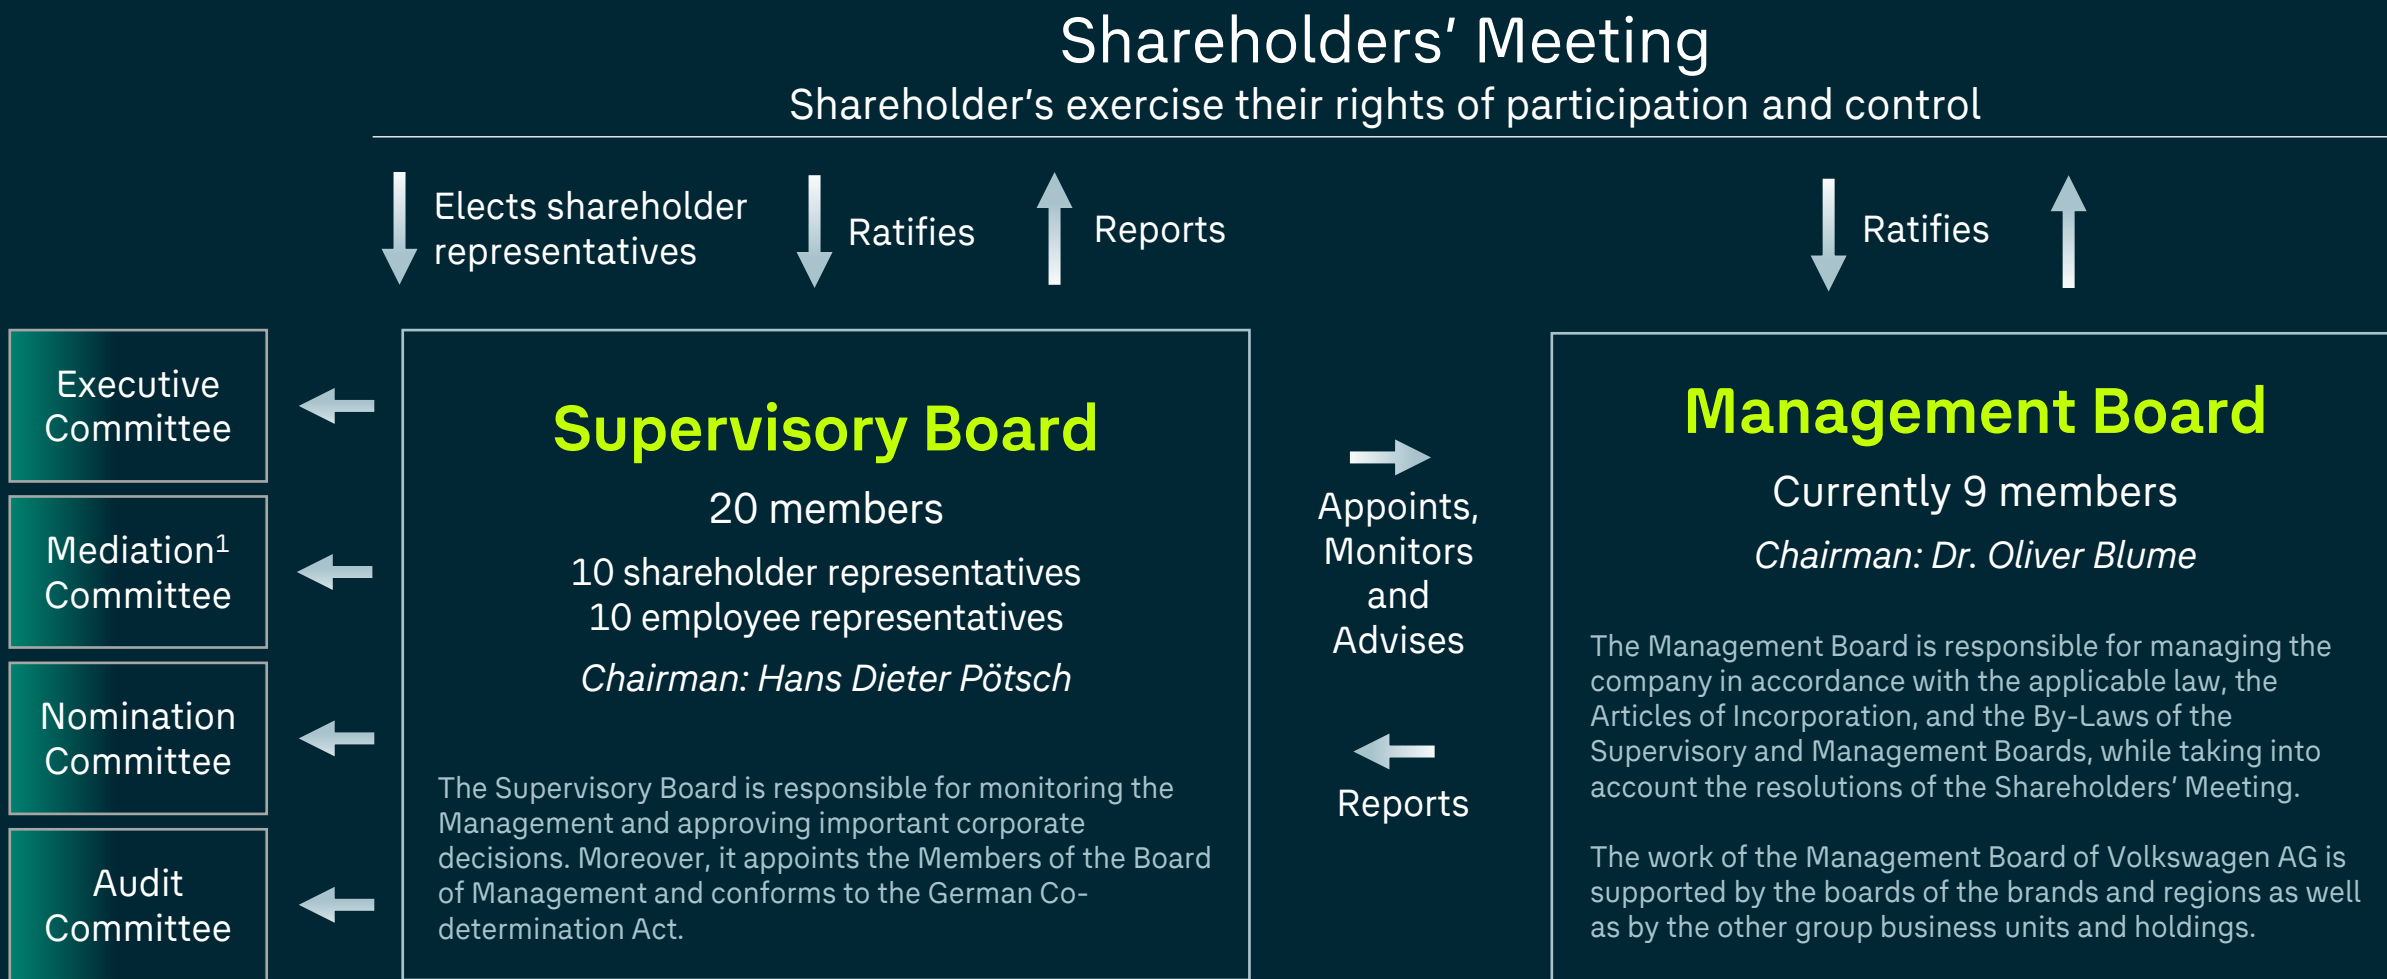 Shareholders’ Meeting
Shareholder’s exercise their rights of participation and control
Elects shareholder
representatives
Ratifies
Reports
Ratifies
Executive
Committee
Mediation¹
Committee
Nomination
Committee
Audit
Committee
Supervisory Board
20 members
10 shareholder representatives
10 employee representatives
Chairman: Hans Dieter Pötsch
The Supervisory Board is responsible for monitoring the
Management and approving important corporate
decisions. Moreover, it appoints the Members of the Board
of Management and conforms to the German Co-
determination Act.
Appoints,
Monitors
and
Advises
Reports
Management Board
Currently 9 members
Chairman: Dr. Oliver Blume
The Management Board is responsible for managing the
company in accordance with the applicable law, the
Articles of Incorporation, and the By-Laws of the
Supervisory and Management Boards, while taking into
account the resolutions of the Shareholders’ Meeting.
The work of the Management Board of Volkswagen AG is
supported by the boards of the brands and regions as well
as by the other group business units and holdings.